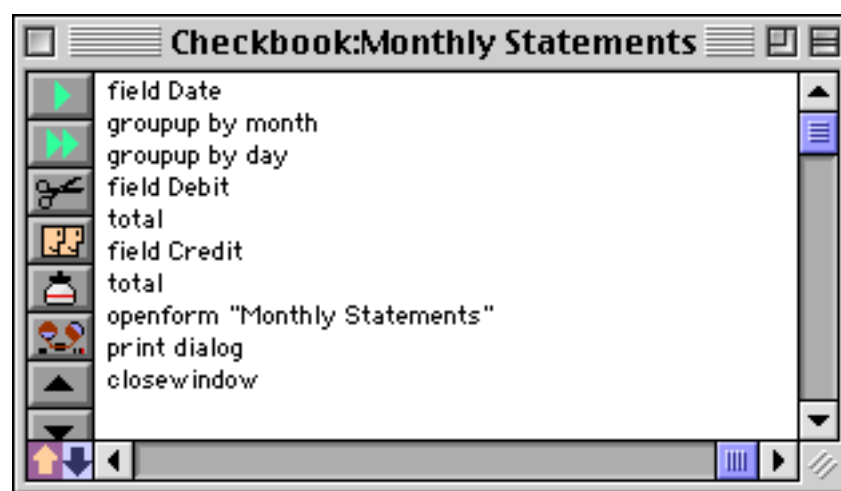 Checkbook:Monthly Statements
field Date
groupup by month
groupup by day
field Debit
total
field Credit
total
openform "Monthly Statements"
print dialog
closewindow